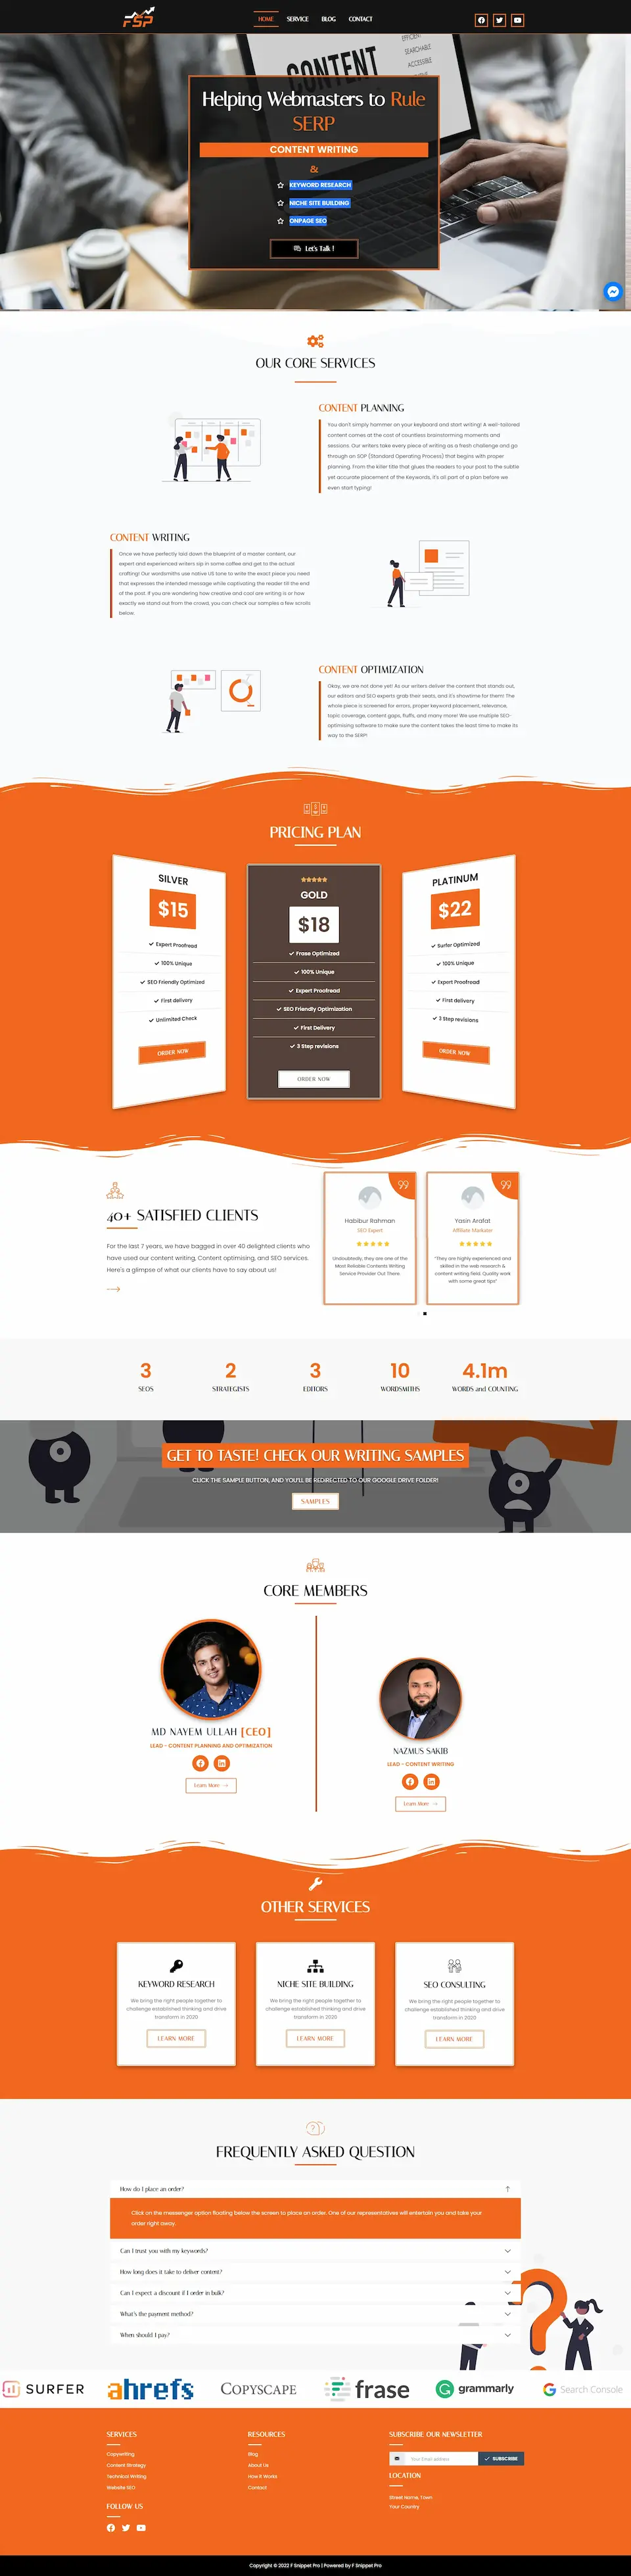 FSP
HOME SERVICE BLOG CONTACT
CONTENT
EFFICIENT
SEARCHABLE
ACCESSIBLE
Helping Webmasters to Rule
SERP
CONTENT WRITING
&
KEYWORD RESEARCH
NICHE SITE BUILDING
ONPAGE SEO
Let's Talk !
OUR CORE SERVICES
CONTENT PLANNING
You don't simply hammer on your keyboard and start writing! A well-tailored
content comes at the cost of countless brainstorming moments and
sessions. Our writers take every piece of writing as a fresh challenge and go
through an SOP (Standard Operating Process) that begins with proper
planning. From the killer title that glues the readers to your post to the subtle
yet accurate placement of the Keywords, it's all part of a plan before we
even start typing!
CONTENT WRITING
Once we have perfectly laid down the blueprint of a master content, our
expert and experienced writers sip in some coffee and get to the actual
crafting! Our wordsmiths use native US tone to write the exact piece you need
that expresses the intended message while captivating the reader till the end
of the post. If you are wondering how creative and cool are writing is or how
exactly we stand out from the crowd, you can check our samples a few scrolls
below.
CONTENT OPTIMIZATION
Okay, we are not done yet! As our writers deliver the content that stands out,
our editors and SEO experts grab their seats, and it's showtime for them! The
whole piece is screened for errors, proper keyword placement, relevance,
topic coverage, content gaps, fluffs, and many more! We use multiple SEO-
optimising software to make sure the content takes the least time to make its
way to the SERP!
PRICING PLAN
SILVER
$15
Expert Proofread
100% Unique
SEO Friendly Optimized
First delivery
Unlimited Check
ORDER NOW
GOLD
$18
Frase Optimized
100% Unique
Expert Proofread
SEO Friendly Optimization
First Delivery
3 Step revisions
ORDER NOW
PLATINUM
$22
Surfer Optimized
100% Unique
Expert Proofread
First delivery
3 Step revisions
ORDER NOW
40+ SATISFIED CLIENTS
For the last 7 years, we have bagged in over 40 delighted clients who
have used our content writing, Content optimising, and SEO services.
Here's a glimpse of what our clients have to say about us!
Habibur Rahman
SEO Expert
Undoubtedly, they are one of the
Most Reliable Contents Writing
Service Provider Out There.
Yasin Arafat
Affiliate Marketer
"They are highly experienced and
skilled in the web research &
content writing field. Quality work
with some great tips"
3 2 3 10 4.1m
SEOS STRATEGISTS EDITORS WORDSMITHS WORDS and COUNTING
GET TO TASTE! CHECK OUR WRITING SAMPLES
CLICK THE SAMPLE BUTTON, AND YOU'LL BE REDIRECTED TO OUR GOOGLE DRIVE FOLDER!
SAMPLES
CORE MEMBERS
MD NAYEM ULLAH [CEO]
LEAD - CONTENT PLANNING AND OPTIMIZATION
Learn More
NAZMUS SAKIB
LEAD - CONTENT WRITING
Learn More
OTHER SERVICES
KEYWORD RESEARCH
We bring the right people together to
challenge established thinking and drive
transform in 2020
LEARN MORE
NICHE SITE BUILDING
We bring the right people together to
challenge established thinking and drive
transform in 2020
LEARN MORE
SEO CONSULTING
We bring the right people together to
challenge established thinking and drive
transform in 2020
LEARN MORE
FREQUENTLY ASKED QUESTION
How do I place an order?
Click on the messenger option floating below the screen to place an order. One of our representatives will entertain you and take your
order right away.
Can I trust you with my keywords?
How long does it take to deliver content?
Can I expect a discount if I order in bulk?
What's the payment method?
When should I pay?
SURFER ahrefs COPYSCAPE frase grammarly Search Console
SERVICES
Copywriting
Content Strategy
Technical Writing
Website SEO
FOLLOW US
RESOURCES
Blog
About Us
How It Works
Contact
SUBSCRIBE OUR NEWSLETTER
Your Email address
SUBSCRIBE
LOCATION
Street Name, Town
Your Country
Copyright © 2022 F Snippet Pro | Powered by F Snippet Pro